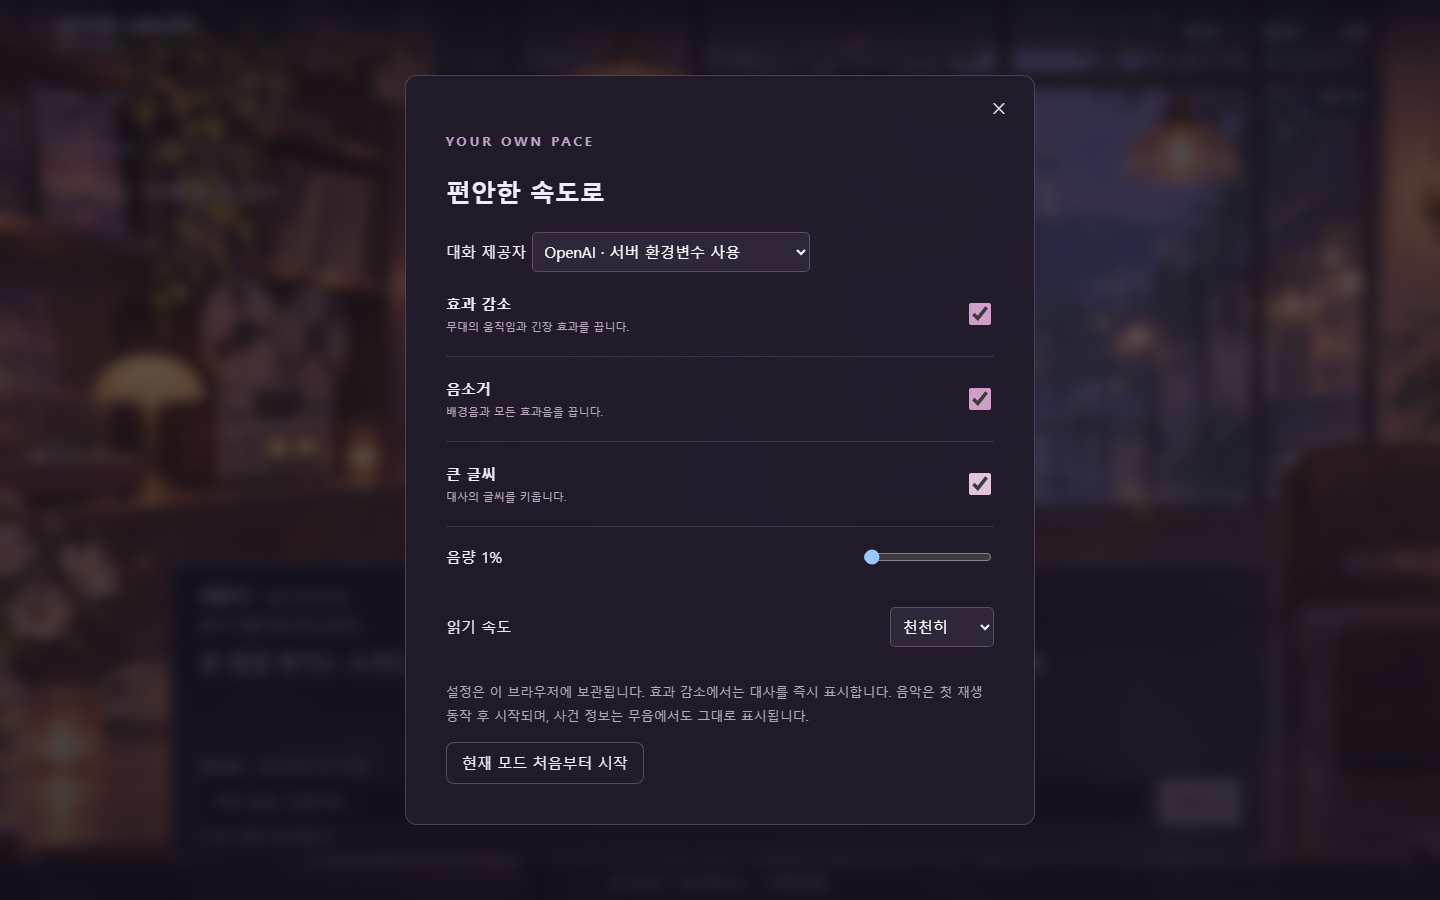 YOUR OWN PACE
편안한 속도로
대화 제공자 OpenAI · 서버 환경변수 사용
효과 감소
무대의 움직임과 긴장 효과를 끕니다.
음소거
배경음과 모든 효과음을 끕니다.
큰 글씨
대사의 글씨를 키웁니다.
음량 1%
읽기 속도 천천히
설정은 이 브라우저에 보관됩니다. 효과 감소에서는 대사를 즉시 표시합니다. 음악은 첫 재생
동작 후 시작되며, 사건 정보는 무음에서도 그대로 표시됩니다.
현재 모드 처음부터 시작